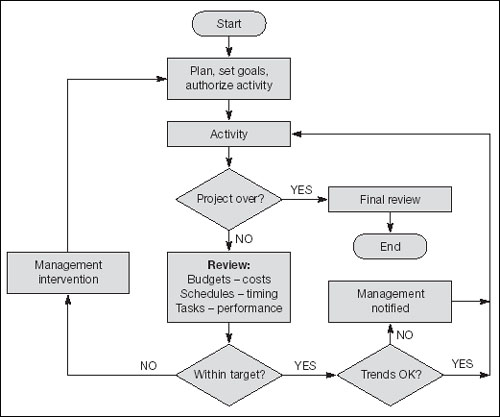 Start
Plan, set goals,
authorize activity
Activity
Project over?
YES
Final review
End
NO
Review:
Budgets – costs
Schedules – timing
Tasks – performance
Management
intervention
Management
notified
NO
NO
Within target?
YES
Trends OK?
YES